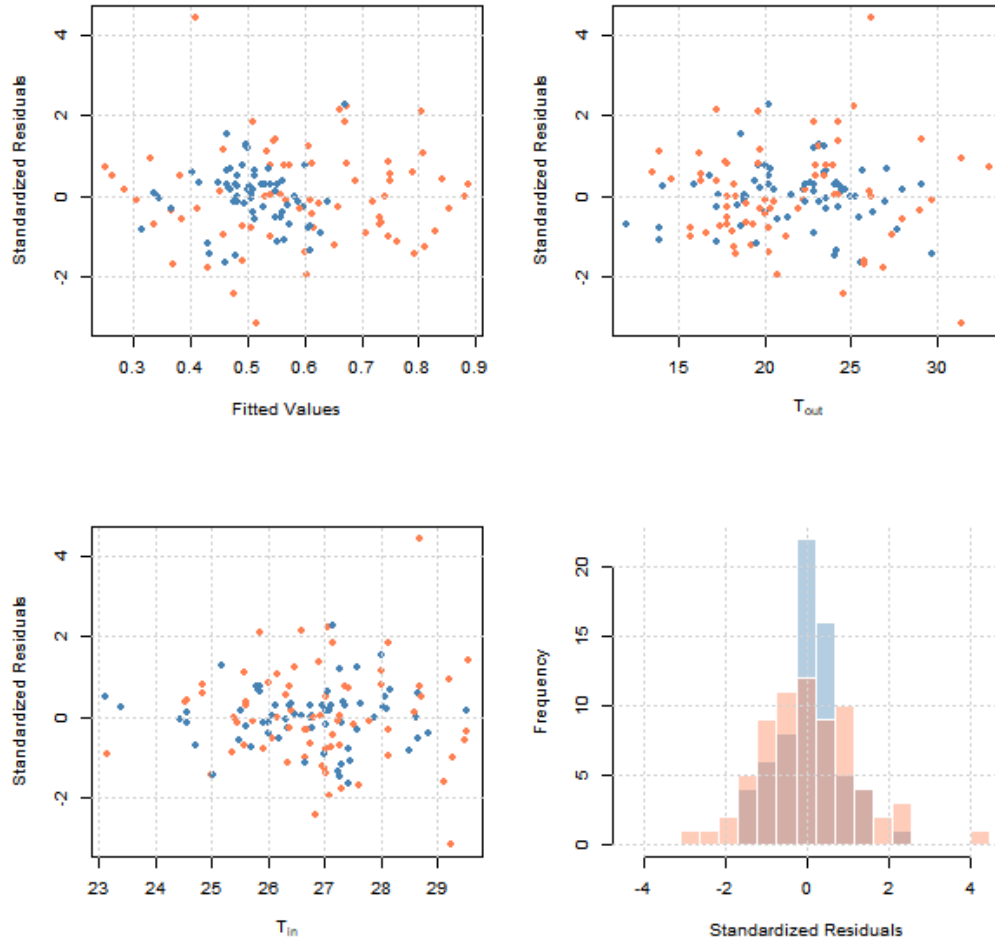 Standardized Residuals
4
2
0
-2
0.3 0.4 0.5 0.6 0.7 0.8 0.9
Fitted Values
Standardized Residuals
4
2
0
-2
15 20 25 30
T_out
Standardized Residuals
4
2
0
-2
23 24 25 26 27 28 29
T_in
Frequency
20
15
10
5
0
-4 -2 0 2 4
Standardized Residuals